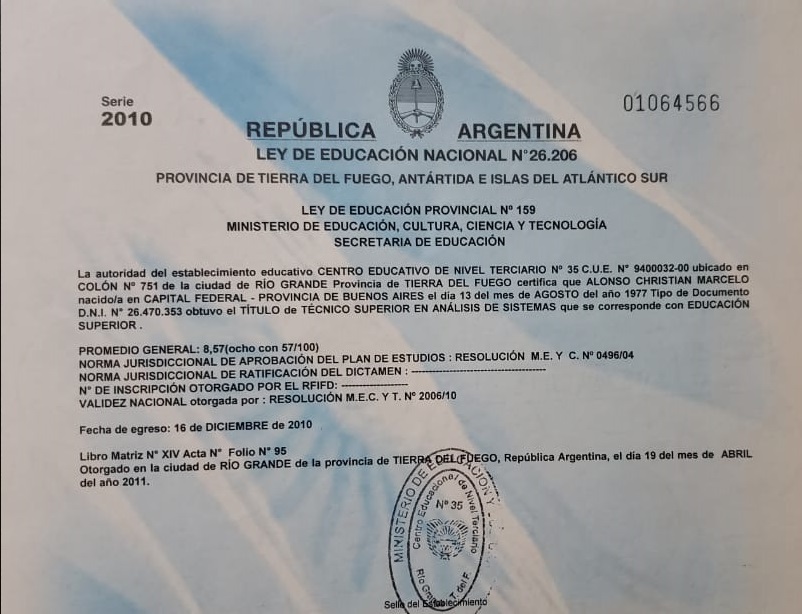 Serie
2010
01064566
REPÚBLICA ARGENTINA
LEY DE EDUCACIÓN NACIONAL N°26.206
PROVINCIA DE TIERRA DEL FUEGO, ANTÁRTIDA E ISLAS DEL ATLÁNTICO SUR
LEY DE EDUCACIÓN PROVINCIAL Nº 159
MINISTERIO DE EDUCACIÓN, CULTURA, CIENCIA Y TECNOLOGÍA
SECRETARIA DE EDUCACIÓN
La autoridad del establecimiento educativo CENTRO EDUCATIVO DE NIVEL TERCIARIO Nº 35 C.U.E. N° 9400032-00 ubicado en
COLÓN Nº 751 de la ciudad de RÍO GRANDE Provincia de TIERRA DEL FUEGO certifica que ALONSO CHRISTIAN MARCELO
nacido/a en CAPITAL FEDERAL - PROVINCIA DE BUENOS AIRES el día 13 del mes de AGOSTO del año 1977 Tipo de Documento
D.N.I. N° 26.470.353 obtuvo el TÍTULO de TÉCNICO SUPERIOR EN ANÁLISIS DE SISTEMAS que se corresponde con EDUCACIÓN
SUPERIOR .
PROMEDIO GENERAL: 8,57(ocho con 57/100)
NORMA JURISDICCIONAL DE APROBACIÓN DEL PLAN DE ESTUDIOS : RESOLUCIÓN M.E. Y C. Nº 0496/04
NORMA JURISDICCIONAL DE RATIFICACIÓN DEL DICTAMEN : --------------------------------------------
N° DE INSCRIPCIÓN OTORGADO POR EL RFIFD: ---------------------
VALIDEZ NACIONAL otorgada por : RESOLUCIÓN M.E.C. Y T. Nº 2006/10
Fecha de egreso: 16 de DICIEMBRE de 2010
Libro Matriz N° XIV Acta N° Folio N° 95
Otorgado en la ciudad de RÍO GRANDE de la provincia de TIERRA DEL FUEGO, República Argentina, el día 19 del mes de ABRIL
del año 2011.
MINISTERIO DE EDUCACIÓN Y
Centro Educacional de Nivel Terciario
Nº 35
Río T. del F.
Sello del Establecimiento